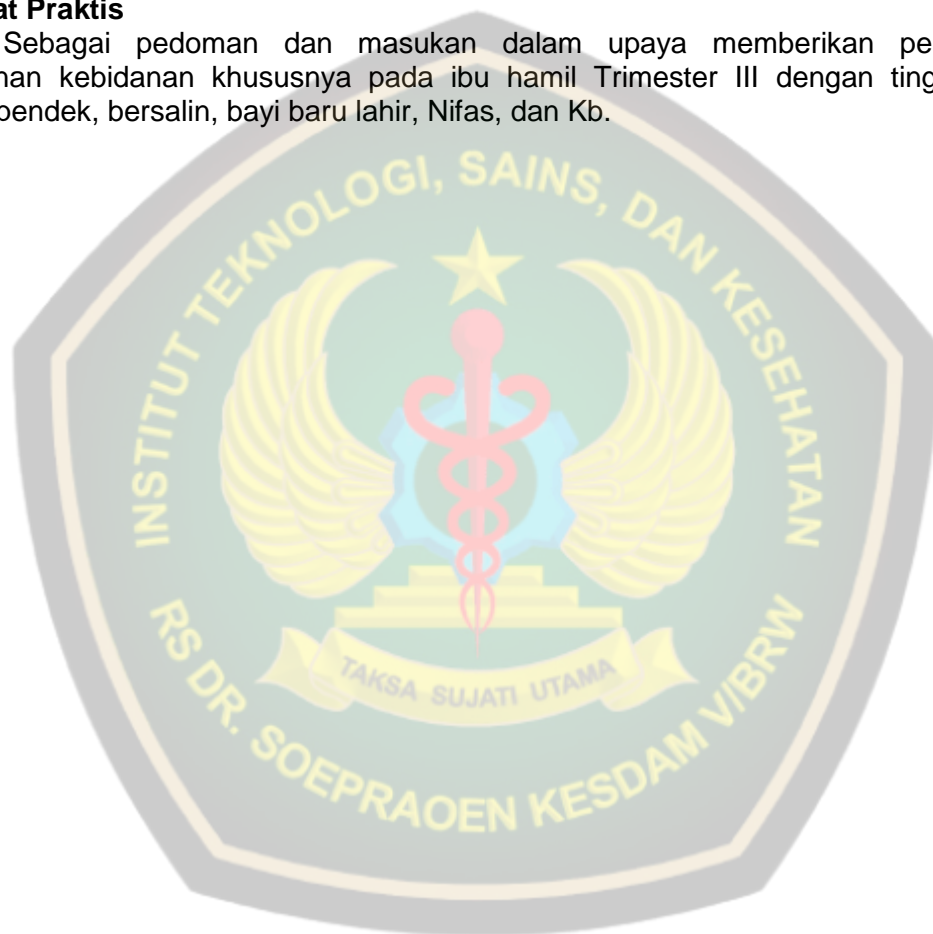 at Praktis
Sebagai pedoman dan masukan dalam upaya memberikan pe
nan kebidanan khususnya pada ibu hamil Trimester III dengan ting
pendek, bersalin, bayi baru lahir, Nifas, dan Kb.
INSTITUT TEKNOLOGI, SAINS, DAN KESEHATAN
TAKSA SUJATI UTAMA
RS DR. SOEPRAOEN KESDAM V/BRW